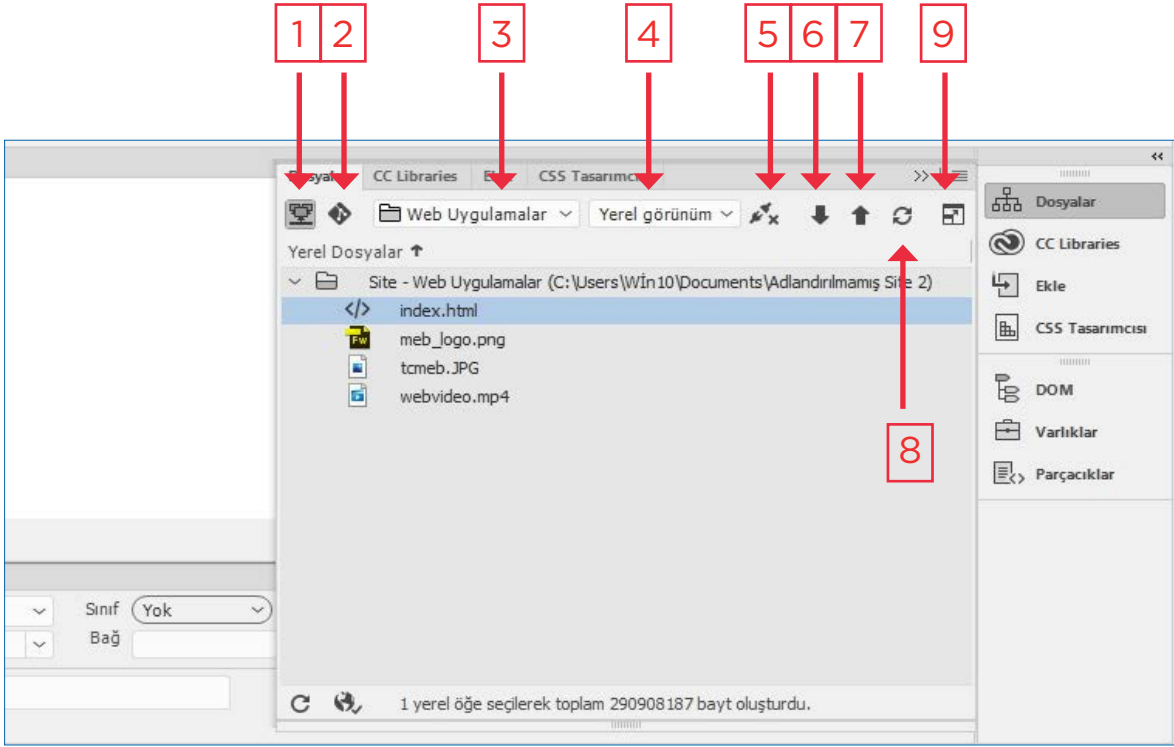 1 2 3 4 5 6 7 9
CC Libraries CSS
Dosyalar
Web Uygulamalar Yerel görünüm
CC Libraries
Yerel Dosyalar
Site - Web Uygulamalar (C:\Users\Wİn10\Documents\Adlandırılmamış Site 2)
Ekle
index.html
CSS Tasarımcısı
meb_logo.png
tcmeb.JPG
webvideo.mp4
DOM
Varlıklar
8
Parçacıklar
Sınıf Yok
Bağ
1 yerel öğe seçilerek toplam 290908187 bayt oluşturdu.